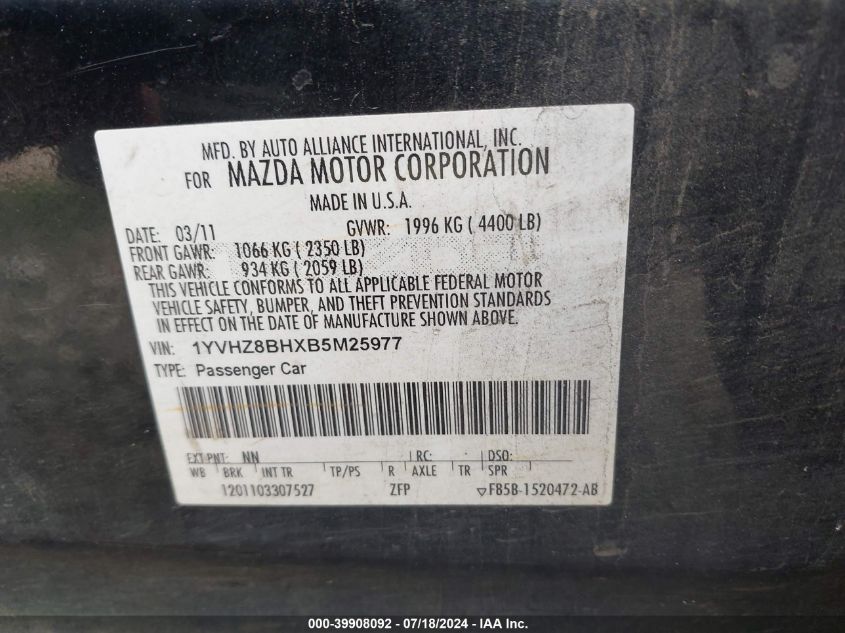 MFD. BY AUTO ALLIANCE INTERNATIONAL, INC.
FOR MAZDA MOTOR CORPORATION
MADE IN U.S.A.
DATE: 03/11 GVWR: 1996 KG ( 4400 LB)
FRONT GAWR: 1066 KG ( 2350 LB)
REAR GAWR: 934 KG ( 2059 LB)
THIS VEHICLE CONFORMS TO ALL APPLICABLE FEDERAL MOTOR
VEHICLE SAFETY, BUMPER, AND THEFT PREVENTION STANDARDS
IN EFFECT ON THE DATE OF MANUFACTURE SHOWN ABOVE.
VIN: 1YVHZ8BHXB5M25977
TYPE: Passenger Car
EXT PNT: NN RC: DSO:
WB BRK INT TR TP/PS R AXLE TR SPR
1201103307527 ZFP ▽FB5B-1520472-AB
000-39908092 - 07/18/2024 - IAA Inc.